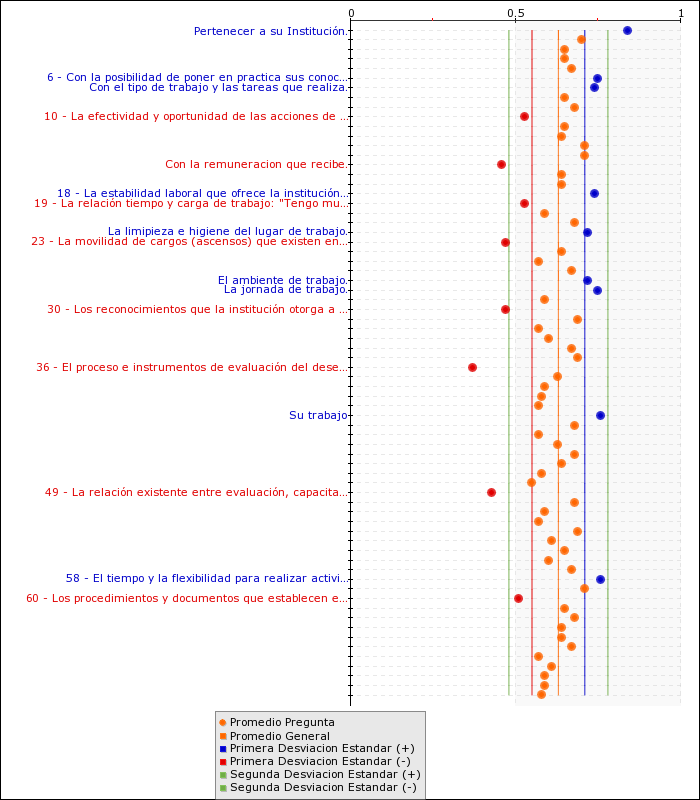 0
0.5
1
Pertenecer a su Institución.
6 - Con la posibilidad de poner en practica sus conoc...
Con el tipo de trabajo y las tareas que realiza.
10 - La efectividad y oportunidad de las acciones de ...
Con la remuneracion que recibe.
18 - La estabilidad laboral que ofrece la institución...
19 - La relación tiempo y carga de trabajo: "Tengo mu...
La limipieza e higiene del lugar de trabajo.
23 - La movilidad de cargos (ascensos) que existen en...
El ambiente de trabajo.
La jornada de trabajo.
30 - Los reconocimientos que la institución otorga a ...
36 - El proceso e instrumentos de evaluación del dese...
Su trabajo
49 - La relación existente entre evaluación, capacita...
58 - El tiempo y la flexibilidad para realizar activi...
60 - Los procedimientos y documentos que establecen e...
Promedio Pregunta
Promedio General
Primera Desviacion Estandar (+)
Primera Desviacion Estandar (-)
Segunda Desviacion Estandar (+)
Segunda Desviacion Estandar (-)